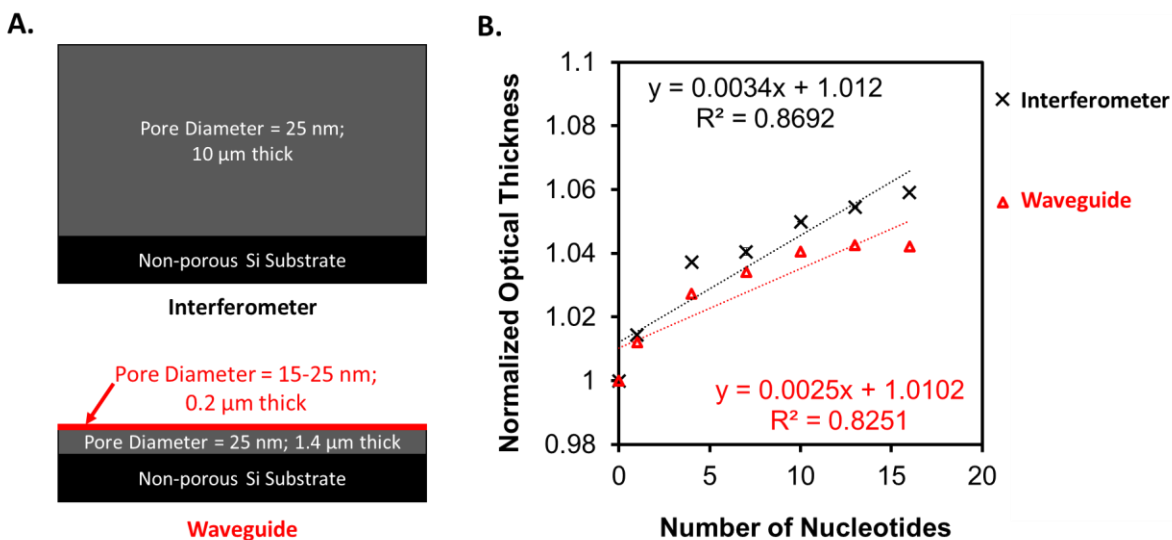 A.
Pore Diameter = 25 nm;
10 μm thick
Non-porous Si Substrate
Interferometer
Pore Diameter = 15-25 nm;
0.2 μm thick
Pore Diameter = 25 nm; 1.4 μm thick
Non-porous Si Substrate
Waveguide
B.
Normalized Optical Thickness
1.1
1.08
1.06
1.04
1.02
1
0.98
y = 0.0034x + 1.012
R² = 0.8692
y = 0.0025x + 1.0102
R² = 0.8251
0 5 10 15 20
Number of Nucleotides
Interferometer
Waveguide